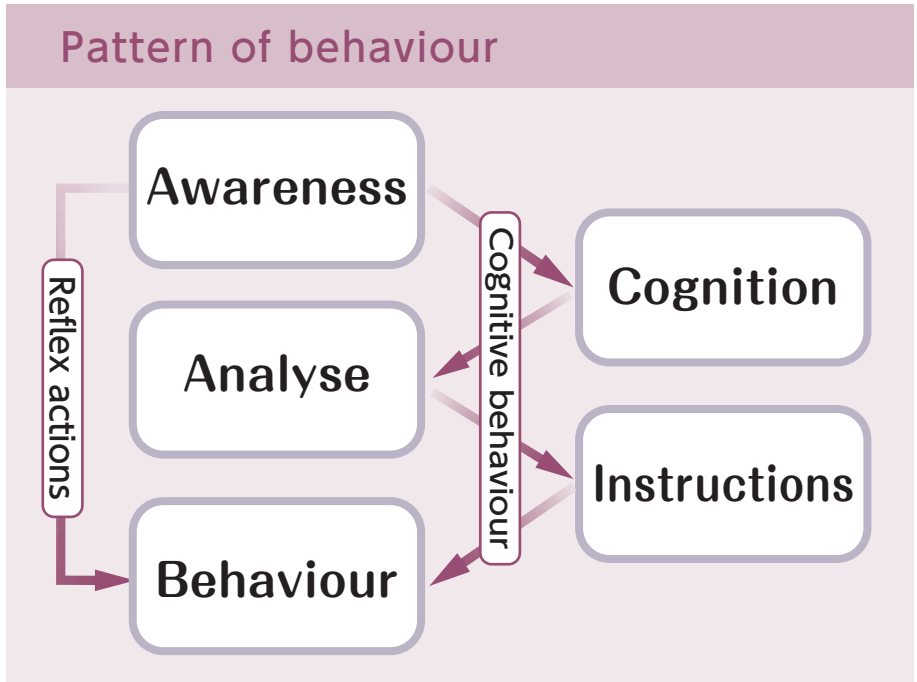 Pattern of behaviour
Awareness
Cognition
Analyse
Instructions
Behaviour
Reflex actions
Cognitive behaviour